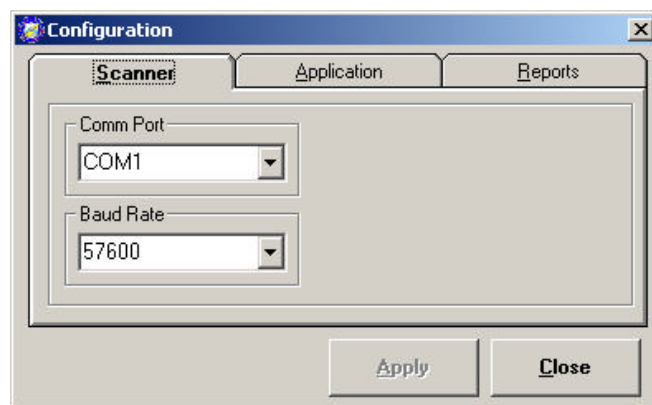 Configuration
Scanner Application Reports
Comm Port
COM1
Baud Rate
57600
Apply Close